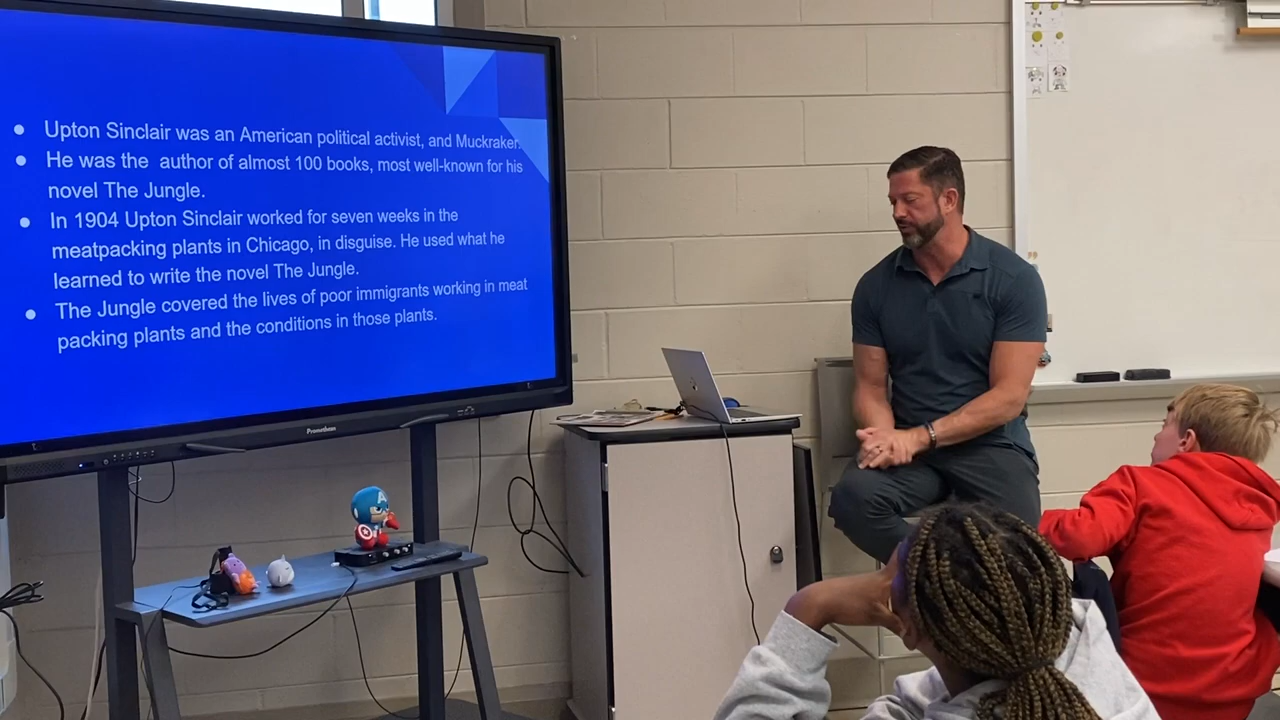 ● Upton Sinclair was an American political activist, and Muckraker.
● He was the  author of almost 100 books, most well-known for his
novel The Jungle.
● In 1904 Upton Sinclair worked for seven weeks in the
meatpacking plants in Chicago, in disguise. He used what he
learned to write the novel The Jungle.
● The Jungle covered the lives of poor immigrants working in meat
packing plants and the conditions in those plants.
Promethean
A